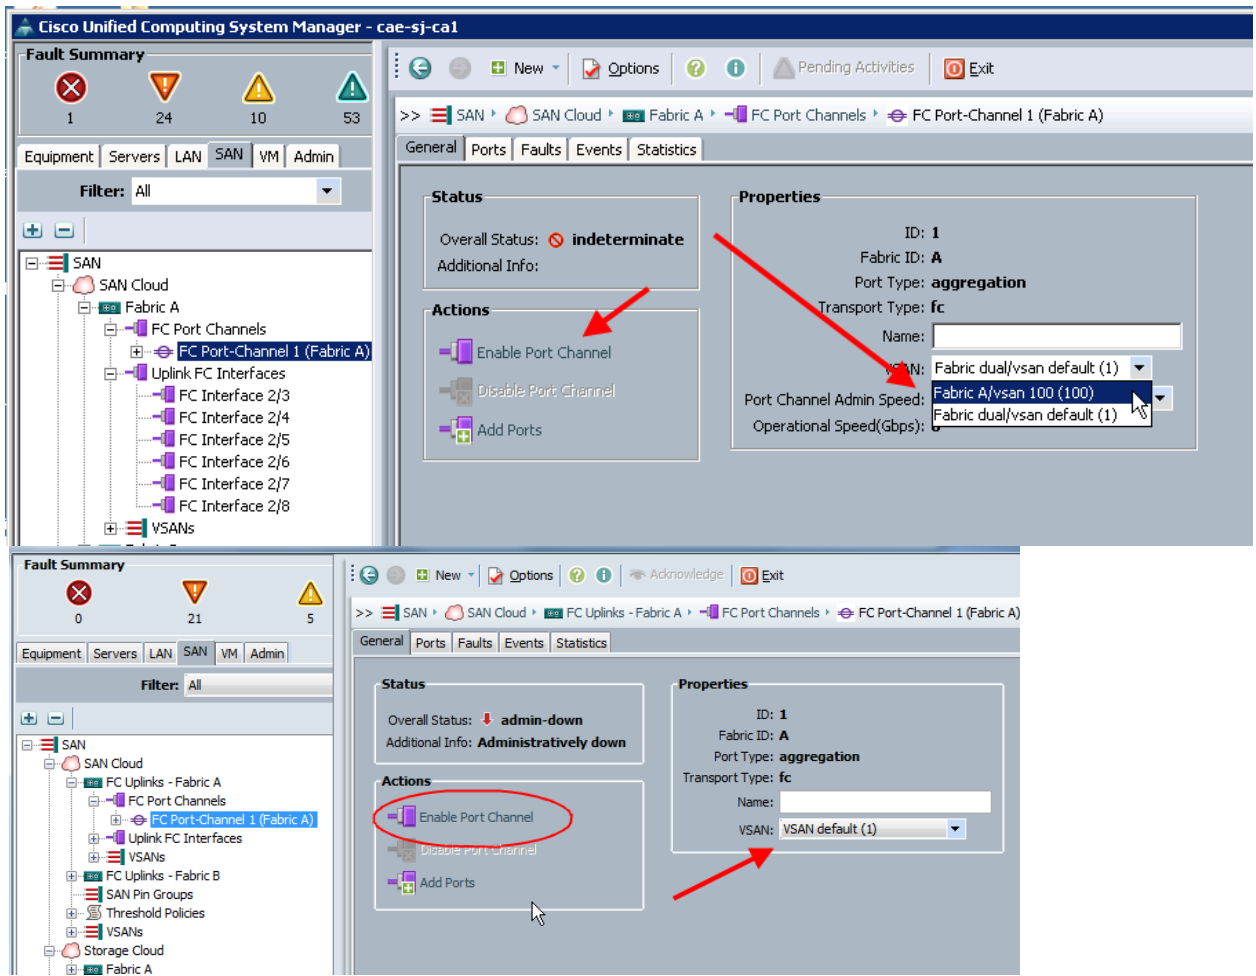 Cisco Unified Computing System Manager - cae-sj-ca1
Fault Summary
1 24 10 53
New Options Pending Activities Exit
>> SAN SAN Cloud Fabric A FC Port Channels FC Port-Channel 1 (Fabric A)
Equipment Servers LAN SAN VM Admin
General Ports Faults Events Statistics
Filter: All
SAN
SAN Cloud
Fabric A
FC Port Channels
FC Port-Channel 1 (Fabric A)
Uplink FC Interfaces
FC Interface 2/3
FC Interface 2/4
FC Interface 2/5
FC Interface 2/6
FC Interface 2/7
FC Interface 2/8
VSANs
Status
Overall Status: indeterminate
Additional Info:
Actions
Enable Port Channel
Disable Port Channel
Add Ports
Properties
ID: 1
Fabric ID: A
Port Type: aggregation
Transport Type: fc
Name:
VSAN: Fabric dual/vsan default (1)
Fabric A/vsan 100 (100)
Fabric dual/vsan default (1)
Port Channel Admin Speed:
Operational Speed(Gbps):
Fault Summary
0 21 5
New Options Acknowledge Exit
>> SAN SAN Cloud FC Uplinks - Fabric A FC Port Channels FC Port-Channel 1 (Fabric A)
Equipment Servers LAN SAN VM Admin
General Ports Faults Events Statistics
Filter: All
SAN
SAN Cloud
FC Uplinks - Fabric A
FC Port Channels
FC Port-Channel 1 (Fabric A)
Uplink FC Interfaces
VSANs
FC Uplinks - Fabric B
SAN Pin Groups
Threshold Policies
VSANs
Storage Cloud
Fabric A
Status
Overall Status: admin-down
Additional Info: Administratively down
Actions
Enable Port Channel
Disable Port Channel
Add Ports
Properties
ID: 1
Fabric ID: A
Port Type: aggregation
Transport Type: fc
Name:
VSAN: VSAN default (1)